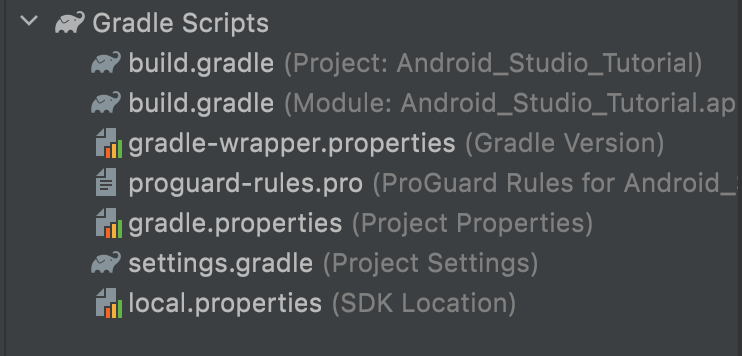 Gradle Scripts
build.gradle (Project: Android_Studio_Tutorial)
build.gradle (Module: Android_Studio_Tutorial.ap
gradle-wrapper.properties (Gradle Version)
proguard-rules.pro (ProGuard Rules for Android_
gradle.properties (Project Properties)
settings.gradle (Project Settings)
local.properties (SDK Location)